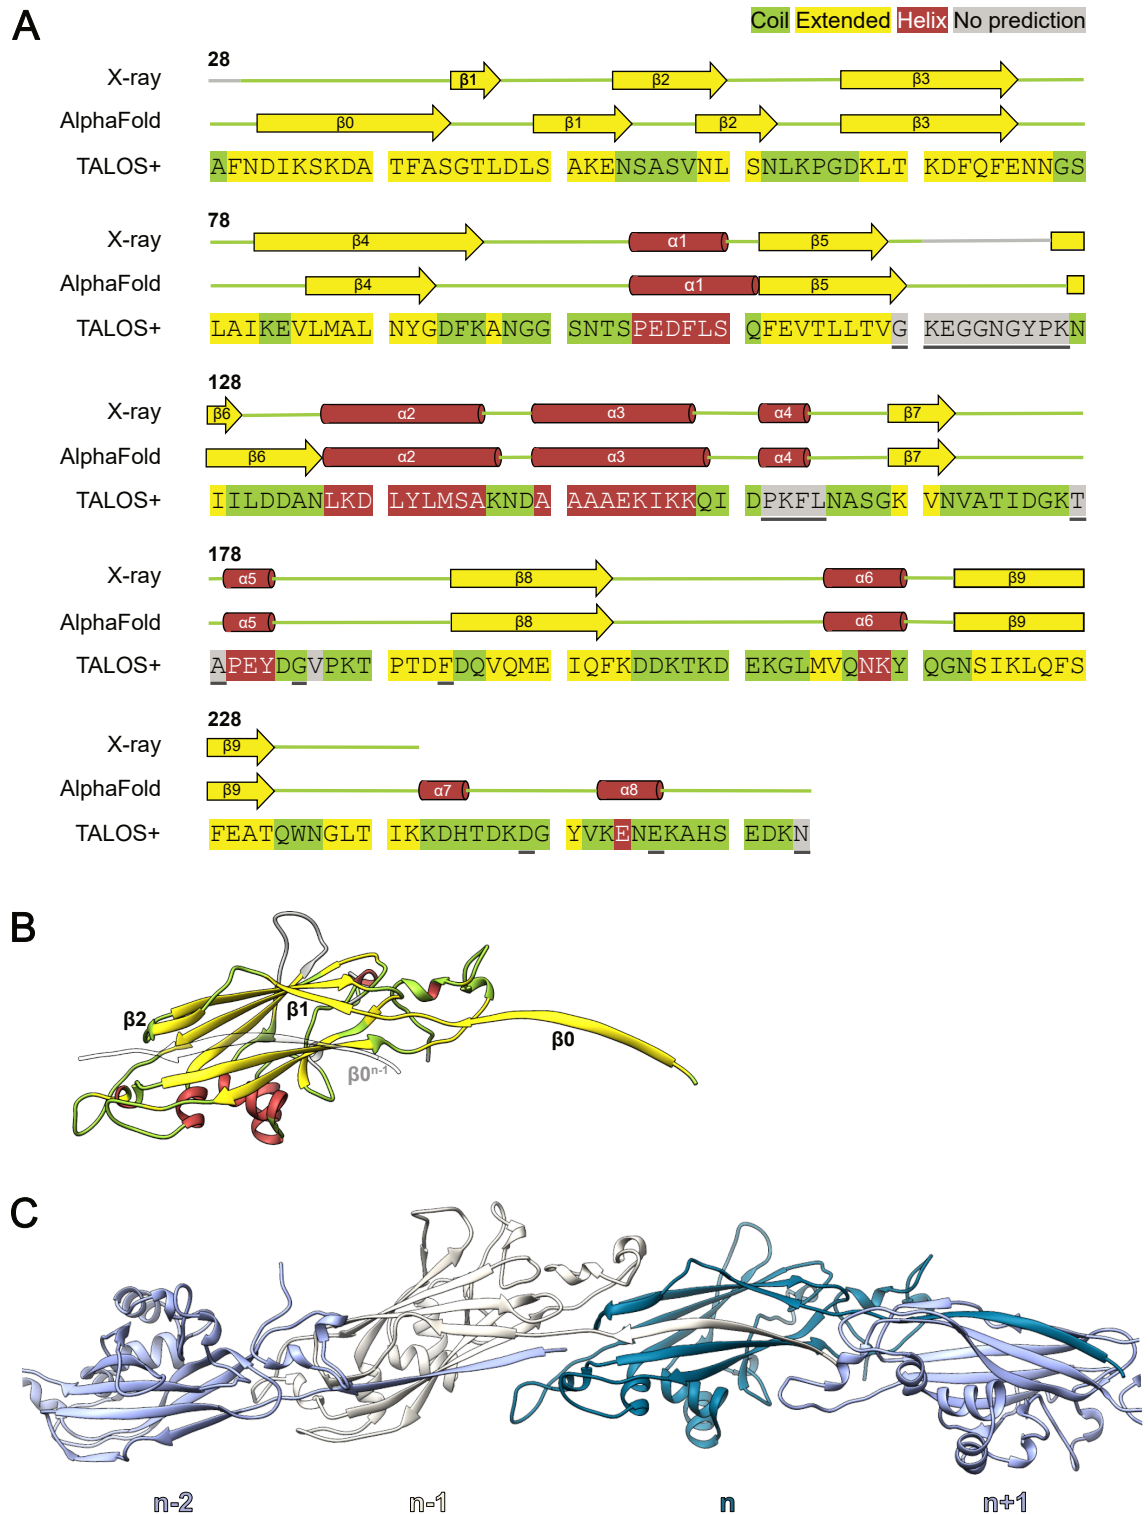 A
Coil Extended Helix No prediction
28
X-ray β1 β2 β3
AlphaFold β0 β1 β2 β3
TALOS+ AFNDIKSKDA TFASGTLDLS AKENSASVNL SNLKPGDKLT KDFQFENNGS
78
X-ray β4 α1 β5
AlphaFold β4 α1 β5
TALOS+ LAIKEVLMAL NYGDFKANGG SNTSPEDFLS QFEVTLLTVG KEGGNGYPKN
128
X-ray β6 α2 α3 α4 β7
AlphaFold β6 α2 α3 α4 β7
TALOS+ IILDDANLKD LYLMSAKNDA AAAEKIKKQI DPKFLNASGK VNVATIDGKT
178
X-ray α5 β8 α6 β9
AlphaFold α5 β8 α6 β9
TALOS+ APEYDGVPKT PTDFDQVQME IQFKDDKTKD EKGLMVQNKY QGNSIKLQFS
228
X-ray β9
AlphaFold β9 α7 α8
TALOS+ FEATQWNGLT IKKDHTDKDG YVKENEKAHS EDKN
B
β2 β1 β0
β0n-1
C
n-2 n-1 n n+1